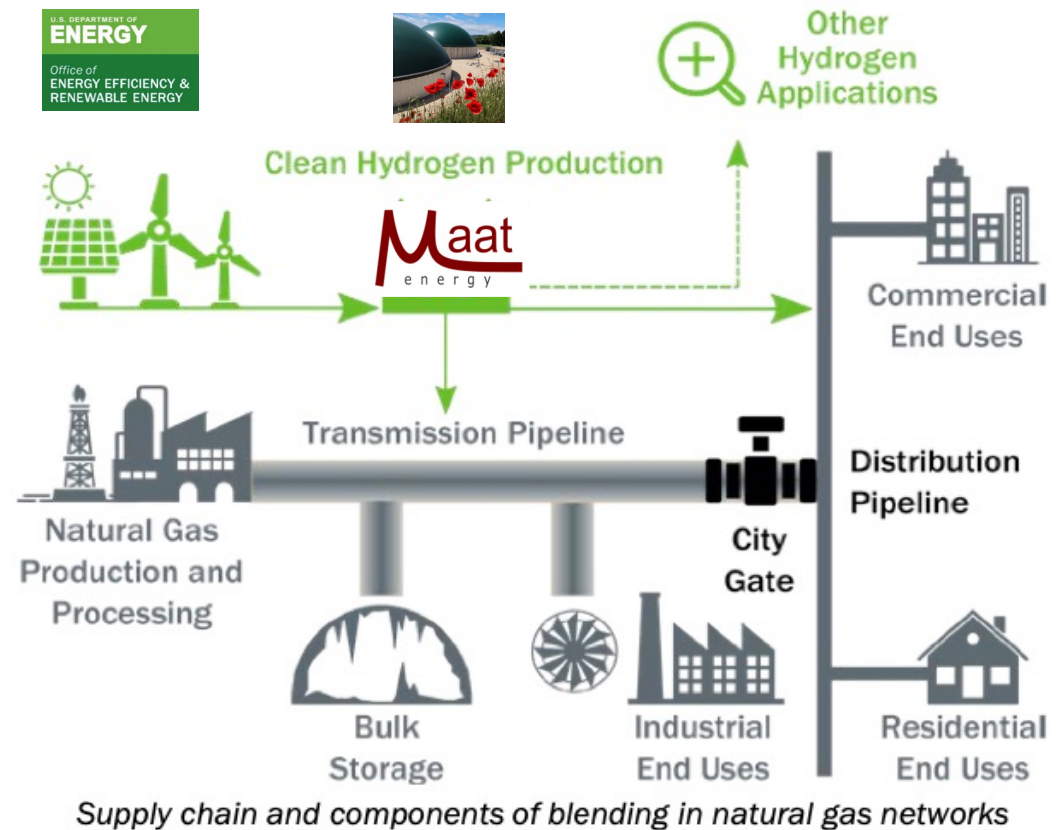 U.S. DEPARTMENT OF
ENERGY
Office of
ENERGY EFFICIENCY &
RENEWABLE ENERGY
Other
Hydrogen
Applications
Clean Hydrogen Production
Maat
energy
Commercial
End Uses
Transmission Pipeline
Distribution
Pipeline
Natural Gas
Production and
Processing
City
Gate
Bulk
Storage
Industrial
End Uses
Residential
End Uses
Supply chain and components of blending in natural gas networks